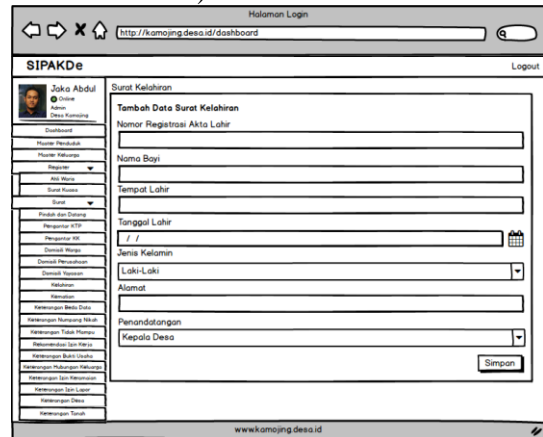 Halaman Login
http://kamojing.desa.id/dashboard
SIPAKDe
Logout
Jaka Abdul
Online
Admin
Desa Kamojing
Dashboard
Master Penduduk
Master Keluarga
Register
Ahli Waris
Surat Kuasa
Surat
Pindah dan Datang
Pengantar KTP
Pengantar KK
Domisili Warga
Domisili Perusahaan
Domisili Yayasan
Kelahiran
Kematian
Keterangan Beda Data
Keterangan Numpang Nikah
Keterangan Tidak Mampu
Rekomendasi Izin Kerja
Keterangan Bukti Usaha
Keterangan Hubungan Keluarga
Keterangan Izin Keramaian
Keterangan Izin Lapor
Keterangan Desa
Keterangan Tanah
Surat Kelahiran
Tambah Data Surat Kelahiran
Nomor Registrasi Akta Lahir
Nama Bayi
Tempat Lahir
Tanggal Lahir
/ /
Jenis Kelamin
Laki-Laki
Alamat
Penandatangan
Kepala Desa
Simpan
www.kamojing.desa.id